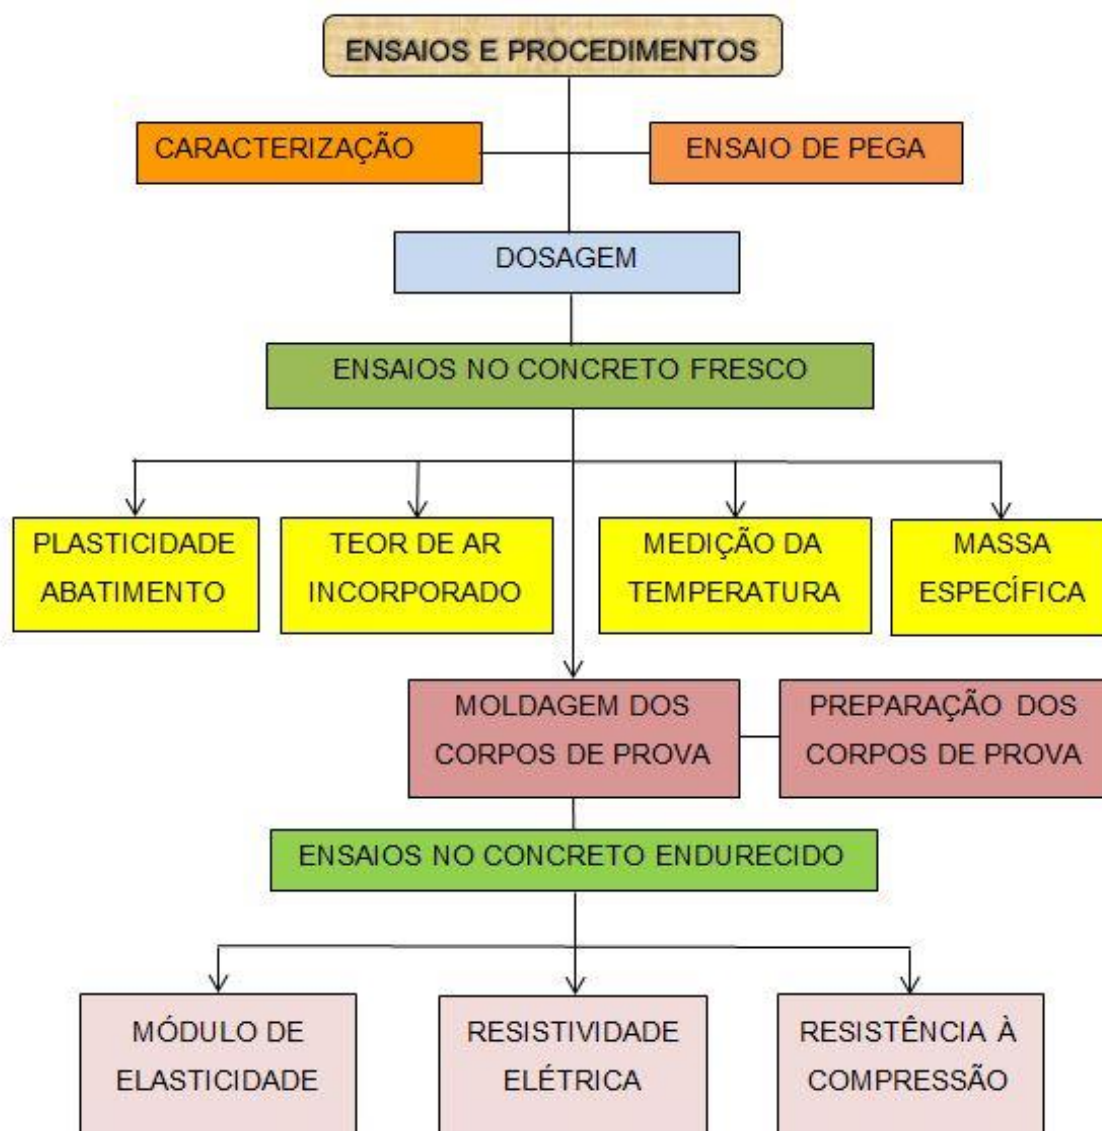 ENSAIOS E PROCEDIMENTOS
CARACTERIZAÇÃO
ENSAIO DE PEGA
DOSAGEM
ENSAIOS NO CONCRETO FRESCO
PLASTICIDADE
ABATIMENTO
TEOR DE AR
INCORPORADO
MEDIÇÃO DA
TEMPERATURA
MASSA
ESPECÍFICA
MOLDAGEM DOS
CORPOS DE PROVA
PREPARAÇÃO DOS
CORPOS DE PROVA
ENSAIOS NO CONCRETO ENDURECIDO
MÓDULO DE
ELASTICIDADE
RESISTIVIDADE
ELÉTRICA
RESISTÊNCIA À
COMPRESSÃO